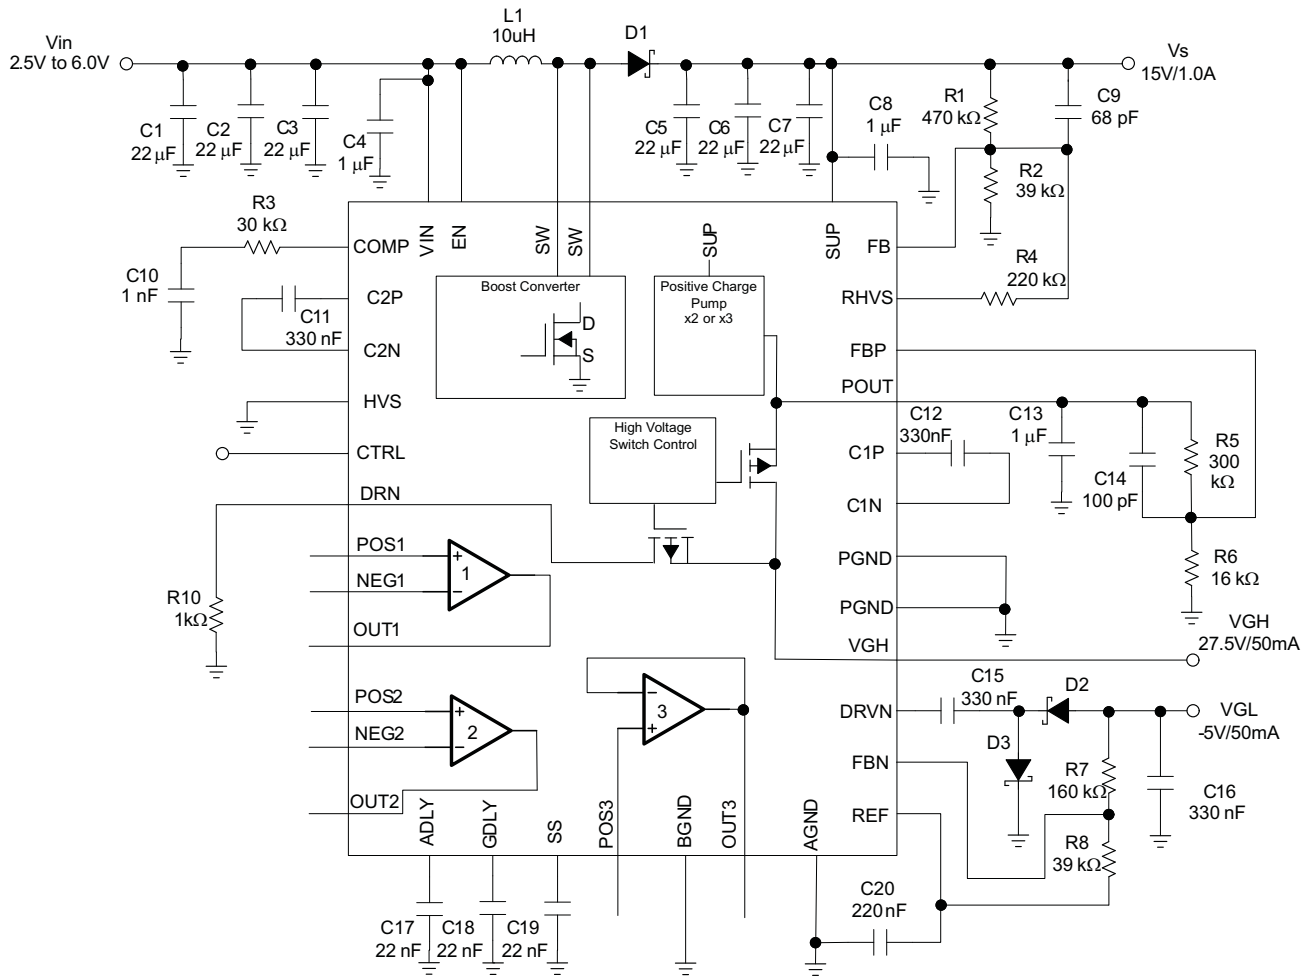 L1
10uH
D1
Vin
2.5V to 6.0V
Vs
15V/1.0A
C1
22 µF
C2
22 µF
C3
22 µF
C4
1 µF
C5
22 µF
C6
22 µF
C7
22 µF
C8
1 µF
R1
470 kΩ
C9
68 pF
R2
39 kΩ
R3
30 kΩ
R4
220 kΩ
COMP
VIN
EN
SW
SW
SUP
SUP
FB
C10
1 nF
C2P
C11
330 nF
C2N
Boost Converter
D
S
Positive Charge
Pump
x2 or x3
RHVS
FBP
POUT
HVS
High Voltage
Switch Control
C12
330nF
C13
1 µF
C14
100 pF
R5
300
kΩ
CTRL
C1P
DRN
C1N
POS1
+
1
NEG1
−
PGND
R6
16 kΩ
R10
1kΩ
PGND
OUT1
VGH
VGH
27.5V/50mA
C15
330 nF
D2
POS2
+
2
NEG2
−
−
3
+
DRVN
VGL
-5V/50mA
D3
FBN
R7
160 kΩ
C16
330 nF
OUT2
REF
ADLY
GDLY
SS
POS3
BGND
OUT3
AGND
R8
39 kΩ
C20
220 nF
C17
22 nF
C18
22 nF
C19
22 nF